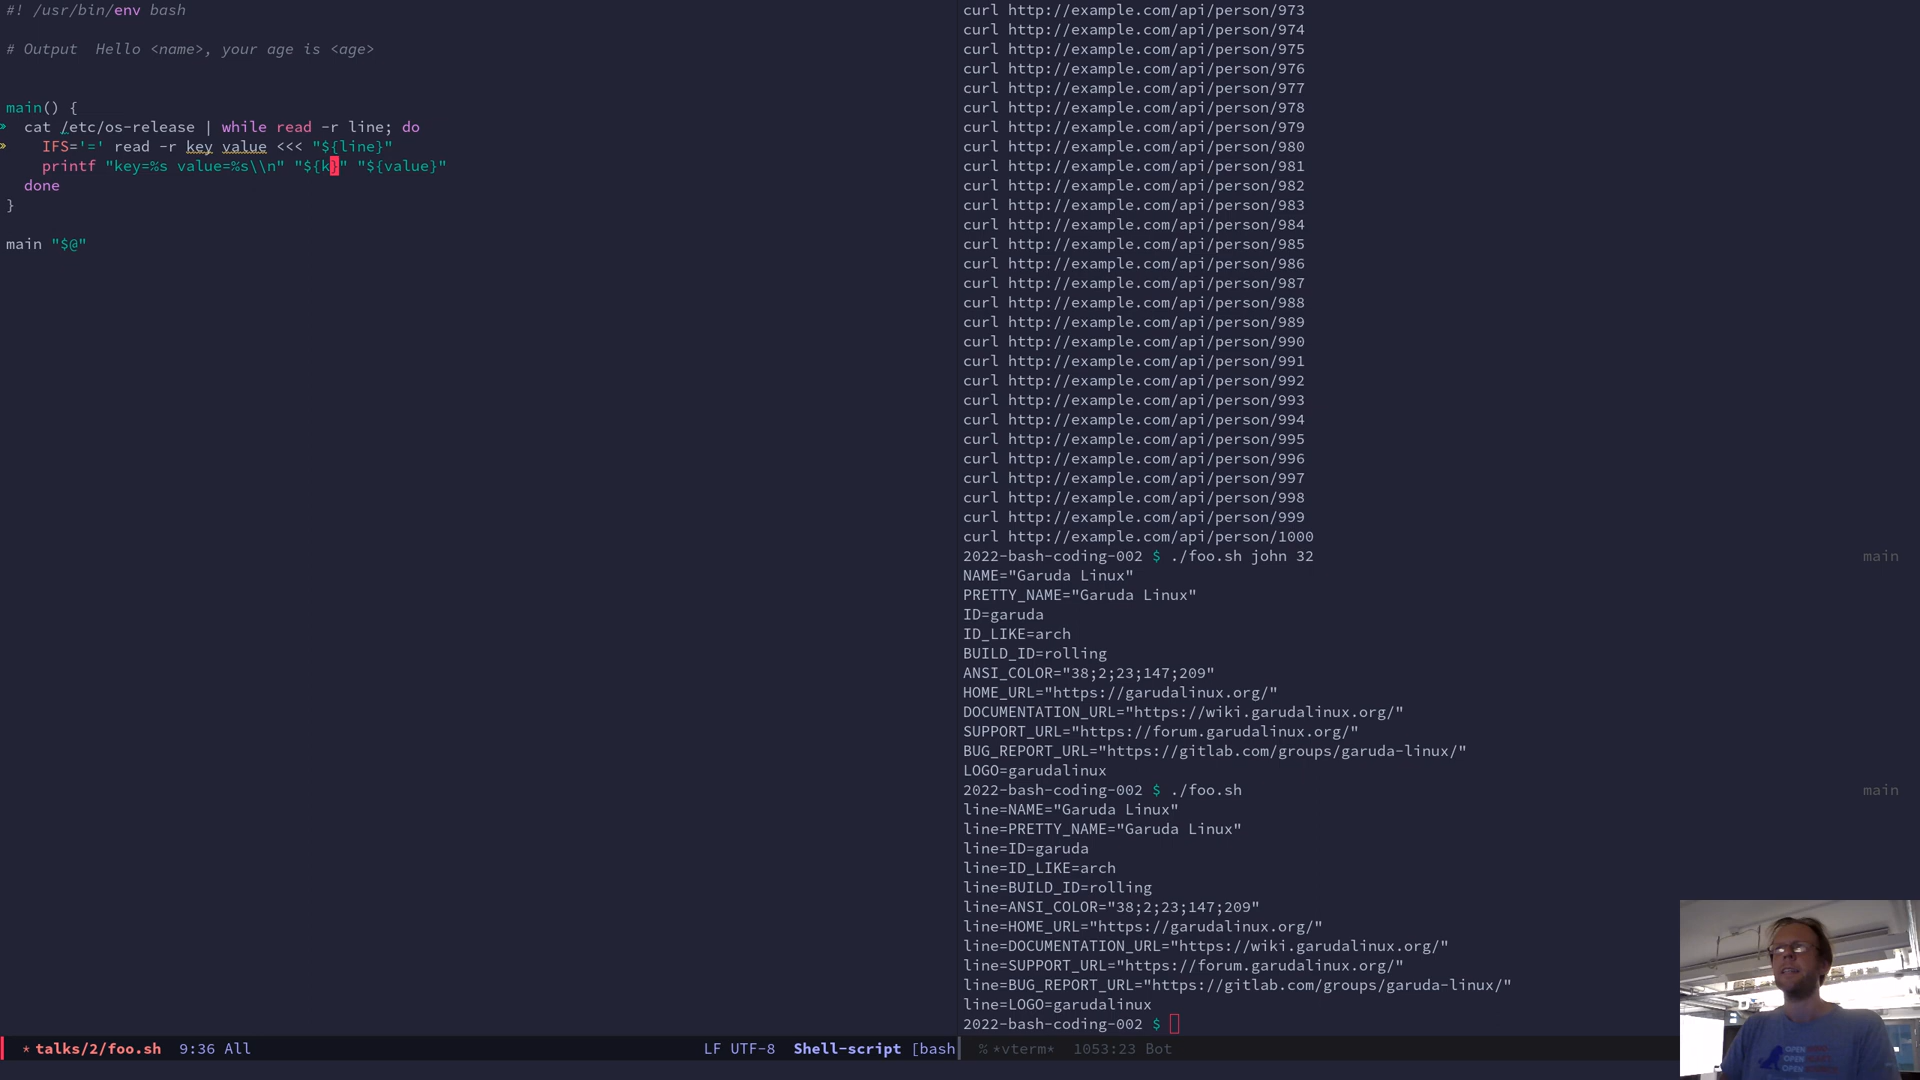 #! /usr/bin/env bash
# Output  Hello <name>, your age is <age>
main() {
  cat /etc/os-release | while read -r line; do
    IFS='=' read -r key value <<< "${line}"
    printf "key=%s value=%s\\n" "${k}" "${value}"
  done
}
main "$@"
* talks/2/foo.sh  9:36 All
LF UTF-8  Shell-script [bash
curl http://example.com/api/person/973
curl http://example.com/api/person/974
curl http://example.com/api/person/975
curl http://example.com/api/person/976
curl http://example.com/api/person/977
curl http://example.com/api/person/978
curl http://example.com/api/person/979
curl http://example.com/api/person/980
curl http://example.com/api/person/981
curl http://example.com/api/person/982
curl http://example.com/api/person/983
curl http://example.com/api/person/984
curl http://example.com/api/person/985
curl http://example.com/api/person/986
curl http://example.com/api/person/987
curl http://example.com/api/person/988
curl http://example.com/api/person/989
curl http://example.com/api/person/990
curl http://example.com/api/person/991
curl http://example.com/api/person/992
curl http://example.com/api/person/993
curl http://example.com/api/person/994
curl http://example.com/api/person/995
curl http://example.com/api/person/996
curl http://example.com/api/person/997
curl http://example.com/api/person/998
curl http://example.com/api/person/999
curl http://example.com/api/person/1000
2022-bash-coding-002 $ ./foo.sh john 32 main
NAME="Garuda Linux"
PRETTY_NAME="Garuda Linux"
ID=garuda
ID_LIKE=arch
BUILD_ID=rolling
ANSI_COLOR="38;2;23;147;209"
HOME_URL="https://garudalinux.org/"
DOCUMENTATION_URL="https://wiki.garudalinux.org/"
SUPPORT_URL="https://forum.garudalinux.org/"
BUG_REPORT_URL="https://gitlab.com/groups/garuda-linux/"
LOGO=garudalinux
2022-bash-coding-002 $ ./foo.sh main
line=NAME="Garuda Linux"
line=PRETTY_NAME="Garuda Linux"
line=ID=garuda
line=ID_LIKE=arch
line=BUILD_ID=rolling
line=ANSI_COLOR="38;2;23;147;209"
line=HOME_URL="https://garudalinux.org/"
line=DOCUMENTATION_URL="https://wiki.garudalinux.org/"
line=SUPPORT_URL="https://forum.garudalinux.org/"
line=BUG_REPORT_URL="https://gitlab.com/groups/garuda-linux/"
line=LOGO=garudalinux
2022-bash-coding-002 $
% *vterm*  1053:23 Bot